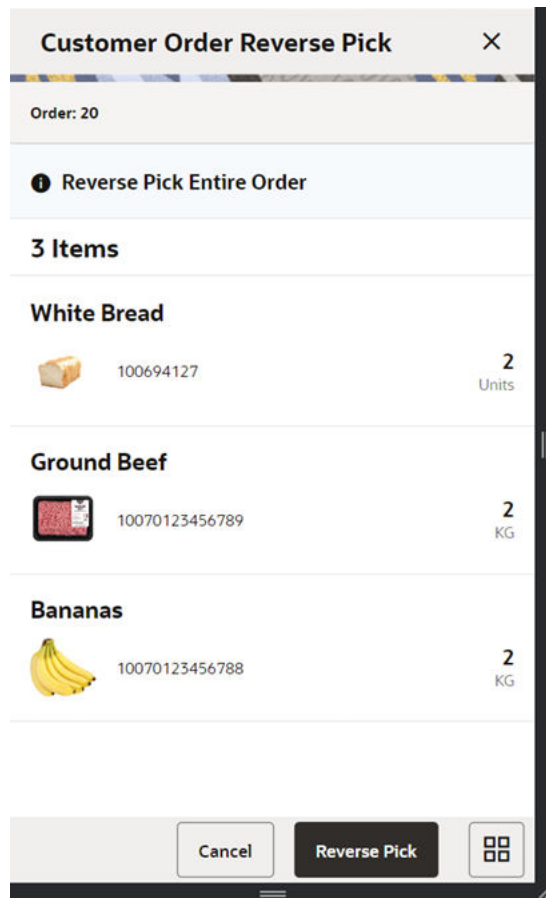 Customer Order Reverse Pick
Order: 20
Reverse Pick Entire Order
3 Items
White Bread
100694127
2
Units
Ground Beef
10070123456789
2
KG
Bananas
10070123456788
2
KG
Cancel
Reverse Pick